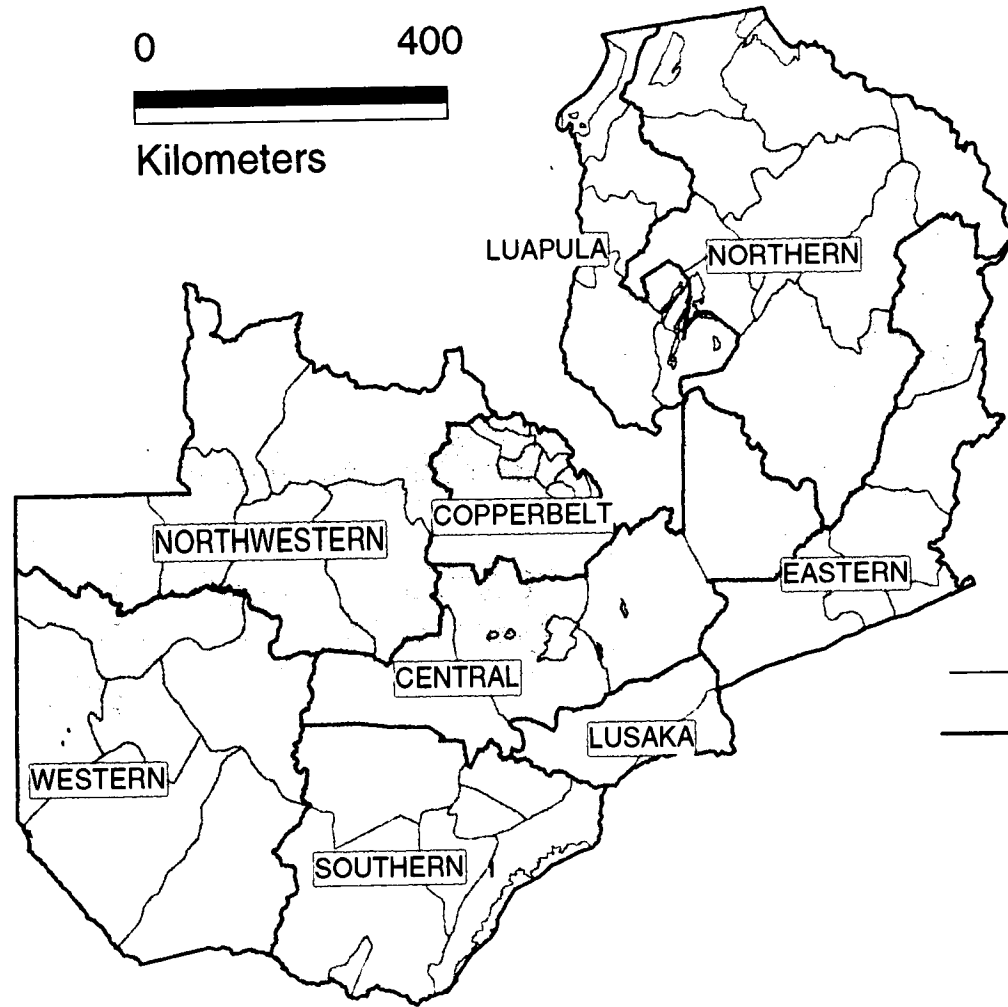 0 400
Kilometers
LUAPULA
NORTHERN
COPPERBELT
NORTHWESTERN
EASTERN
CENTRAL
LUSAKA
WESTERN
SOUTHERN